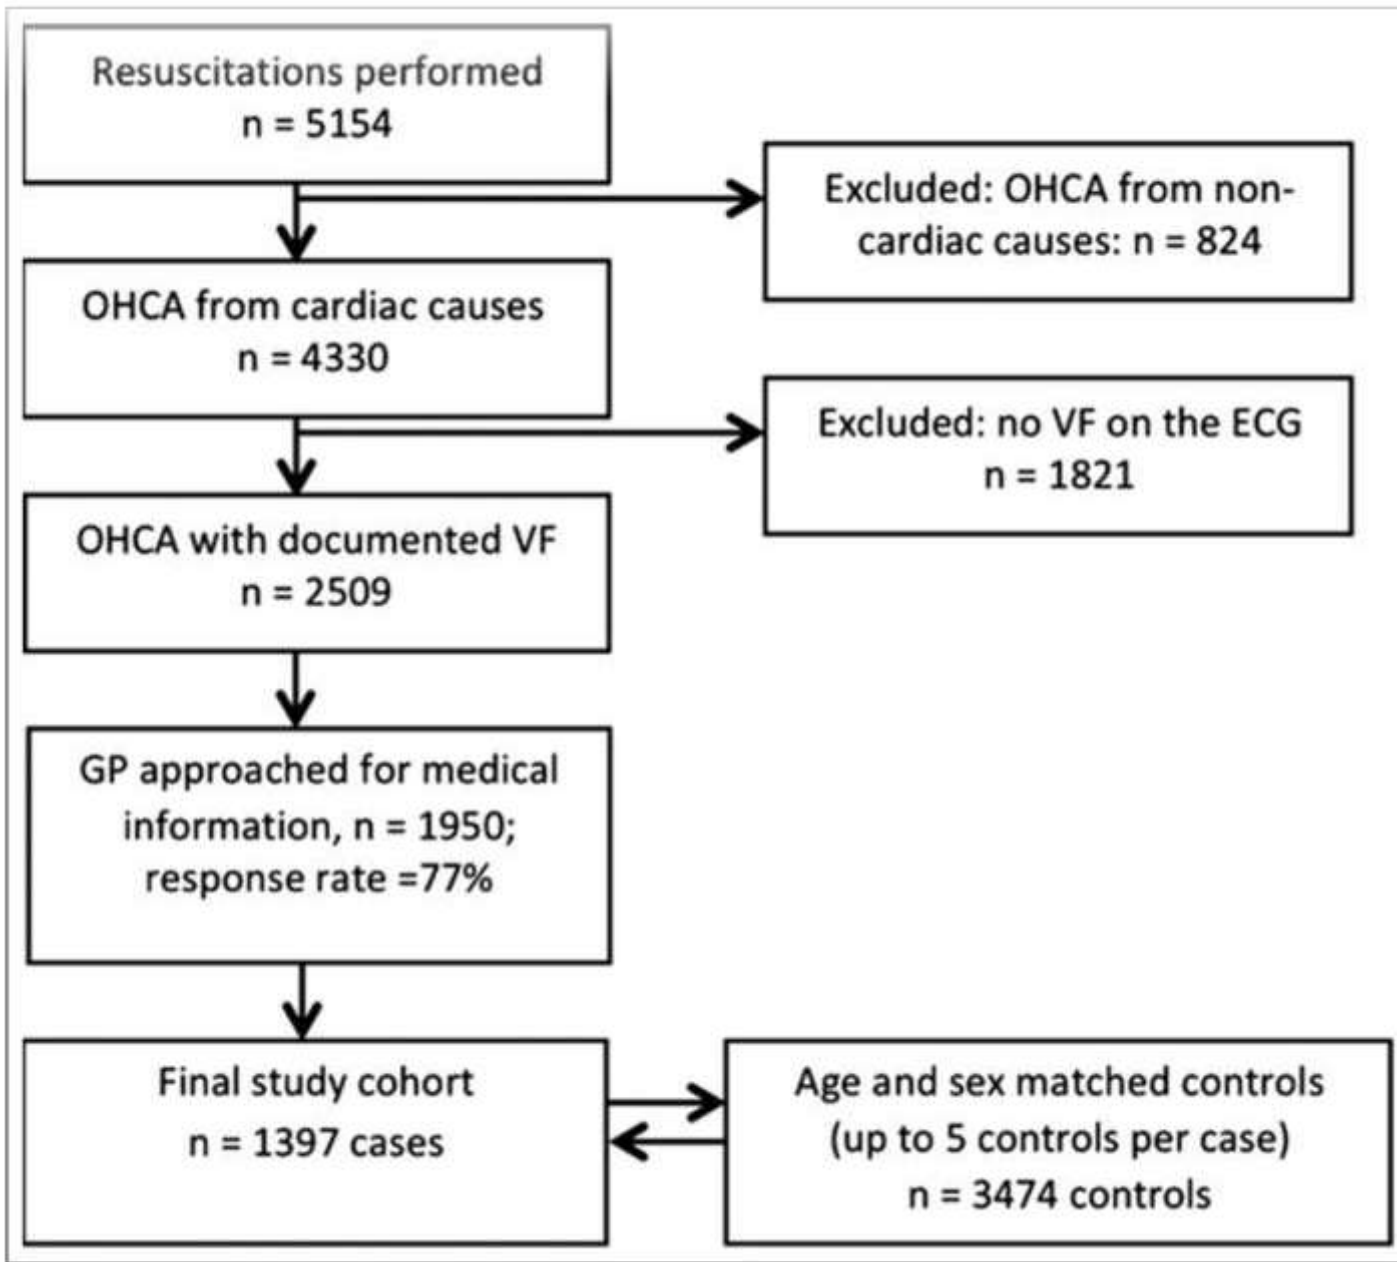 Resuscitations performed
n = 5154
Excluded: OHCA from non-
cardiac causes: n = 824
OHCA from cardiac causes
n = 4330
Excluded: no VF on the ECG
n = 1821
OHCA with documented VF
n = 2509
GP approached for medical
information, n = 1950;
response rate =77%
Final study cohort
n = 1397 cases
Age and sex matched controls
(up to 5 controls per case)
n = 3474 controls